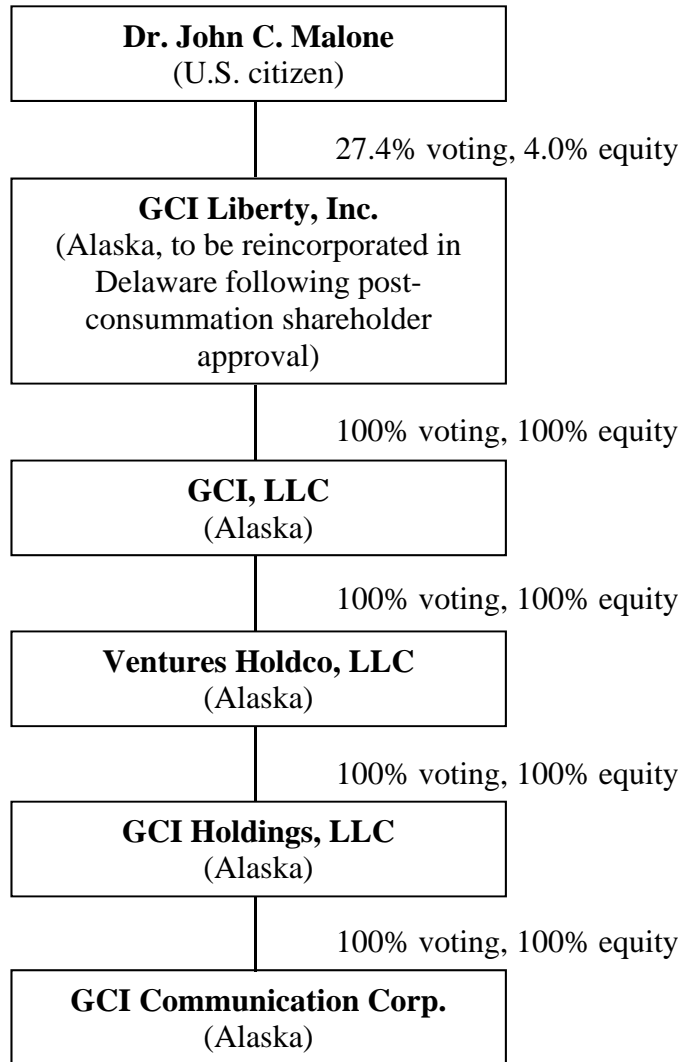 Dr. John C. Malone
(U.S. citizen)
27.4% voting, 4.0% equity
GCI Liberty, Inc.
(Alaska, to be reincorporated in
Delaware following post-
consummation shareholder
approval)
100% voting, 100% equity
GCI, LLC
(Alaska)
100% voting, 100% equity
Ventures Holdco, LLC
(Alaska)
100% voting, 100% equity
GCI Holdings, LLC
(Alaska)
100% voting, 100% equity
GCI Communication Corp.
(Alaska)